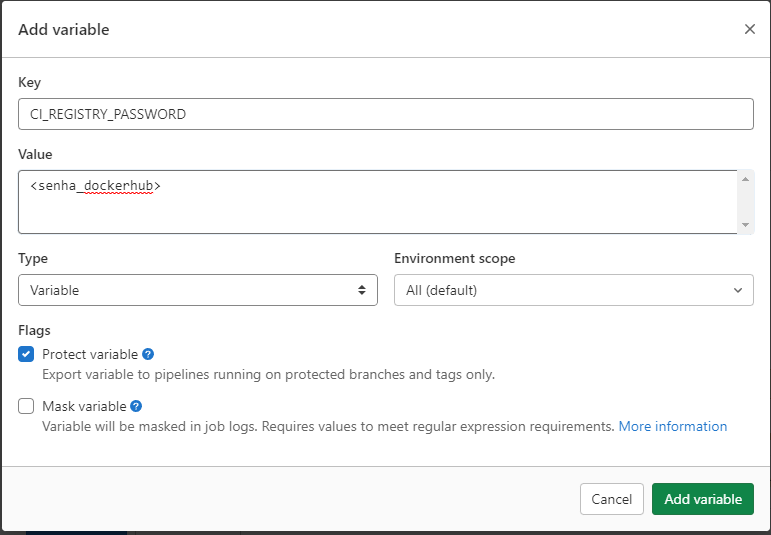 Add variable
Key
CI_REGISTRY_PASSWORD
Value
<senha_dockerhub>
Type
Environment scope
Variable
All (default)
Flags
Protect variable
Export variable to pipelines running on protected branches and tags only.
Mask variable
Variable will be masked in job logs. Requires values to meet regular expression requirements. More information
Cancel
Add variable